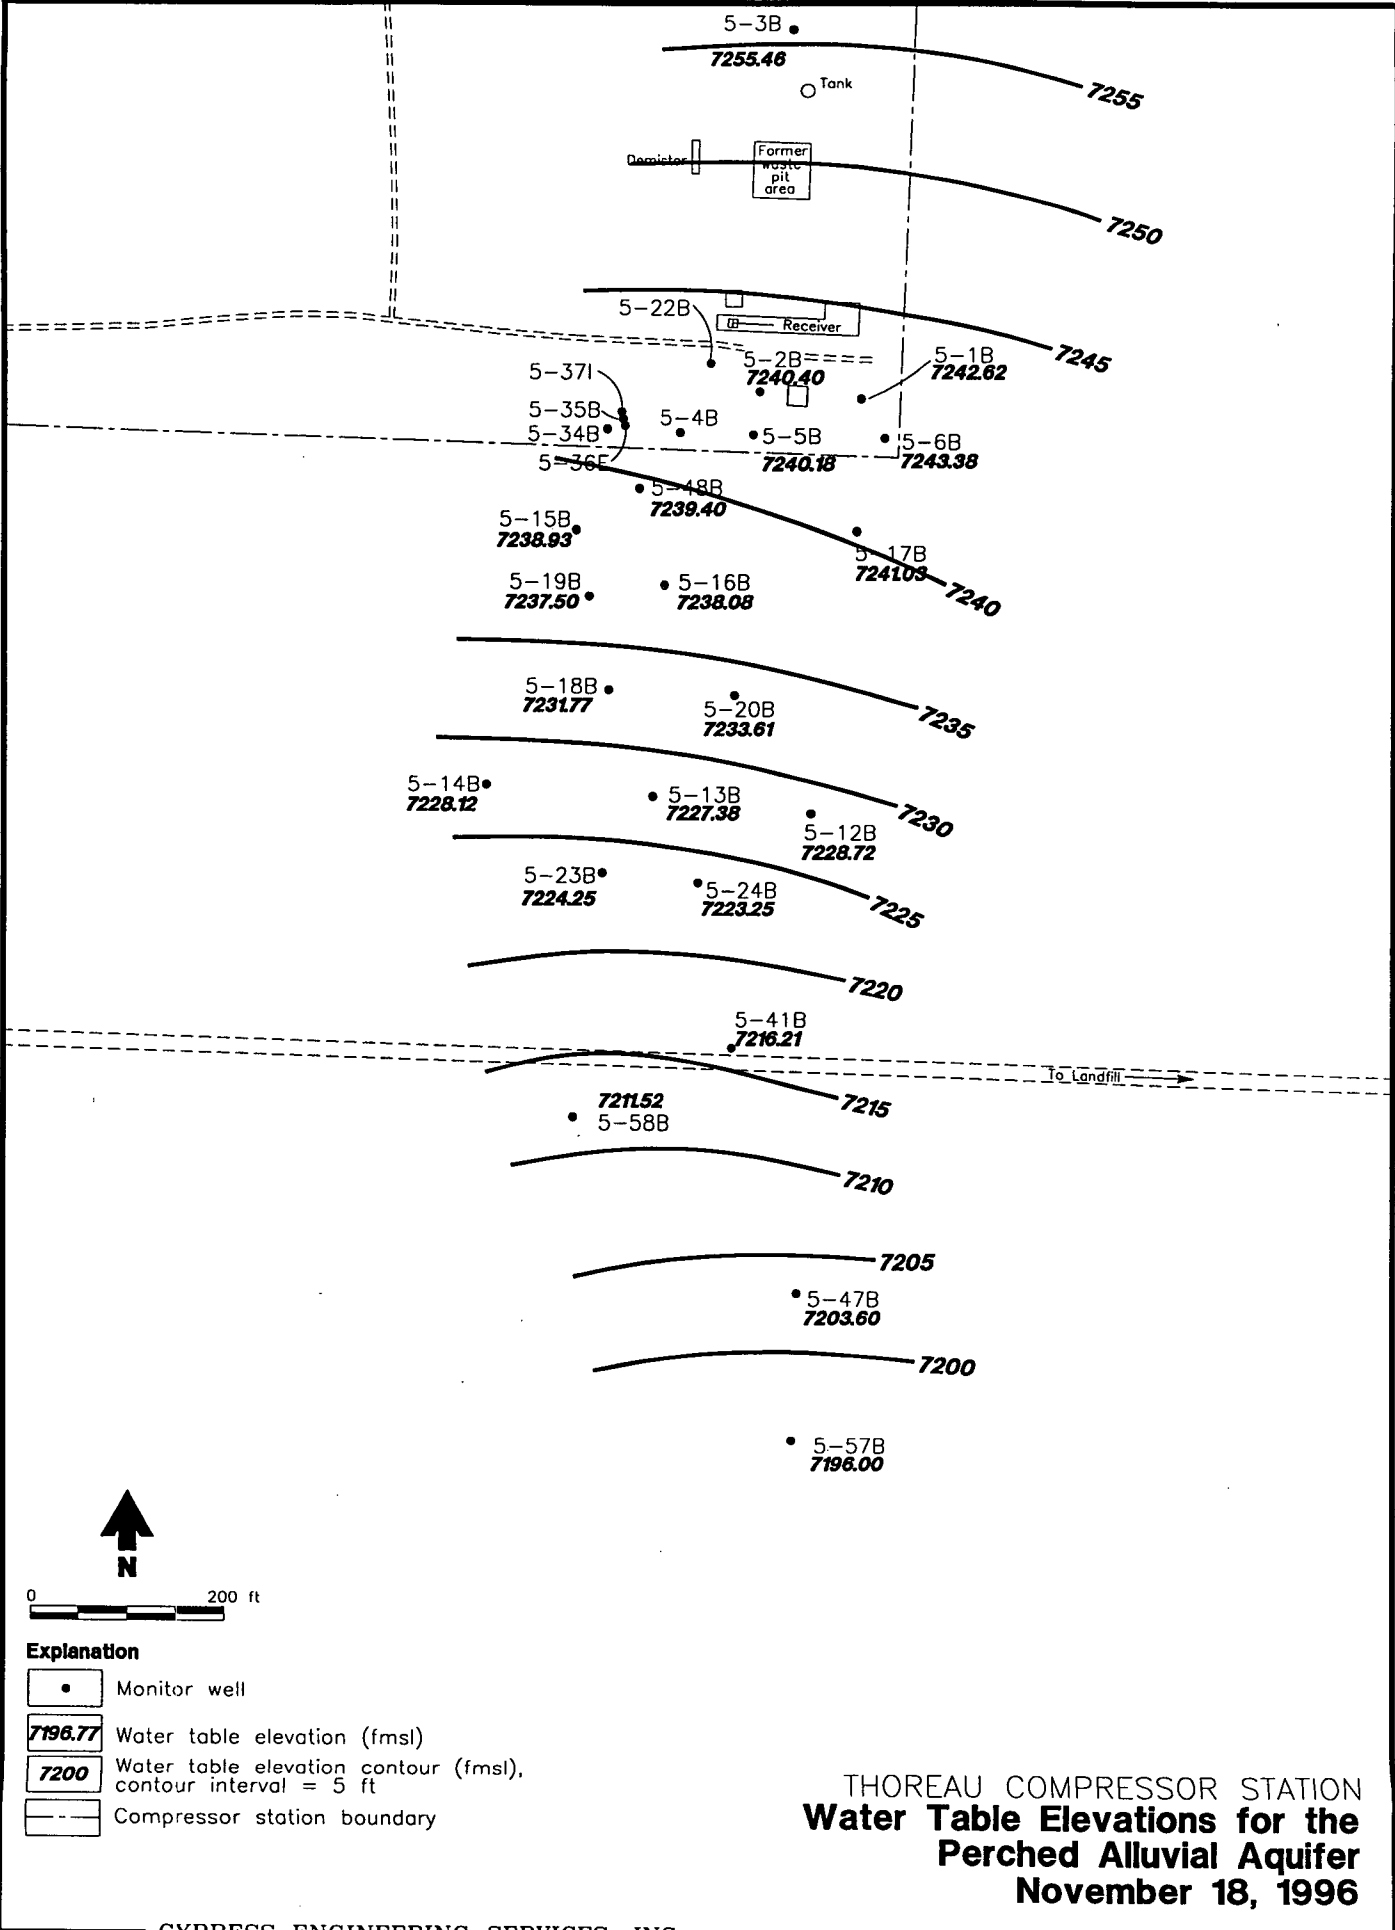 5-3B
7255.46
Tank
7255
Demister
Former
waste
pit
area
7250
5-22B
Receiver
7245
5-2B
7240.40
5-1B
7242.62
5-37I
5-35B
5-34B
5-36E
5-4B
5-5B
7240.18
5-6B
7243.38
5-48B
7239.40
5-15B
7238.93
5-17B
7241.03
7240
5-19B
7237.50
5-16B
7238.08
7235
5-18B
7231.77
5-20B
7233.61
7230
5-14B
7228.12
5-13B
7227.38
5-12B
7228.72
7225
5-23B
7224.25
5-24B
7223.25
7220
5-41B
7216.21
To Landfill
7215
7211.52
5-58B
7210
7205
5-47B
7203.60
7200
5-57B
7196.00
N
0 200 ft
Explanation
Monitor well
7196.77 Water table elevation (fmsl)
7200 Water table elevation contour (fmsl),
contour interval = 5 ft
Compressor station boundary
THOREAU COMPRESSOR STATION
Water Table Elevations for the
Perched Alluvial Aquifer
November 18, 1996
CYPRESS ENGINEERING SERVICES, INC.